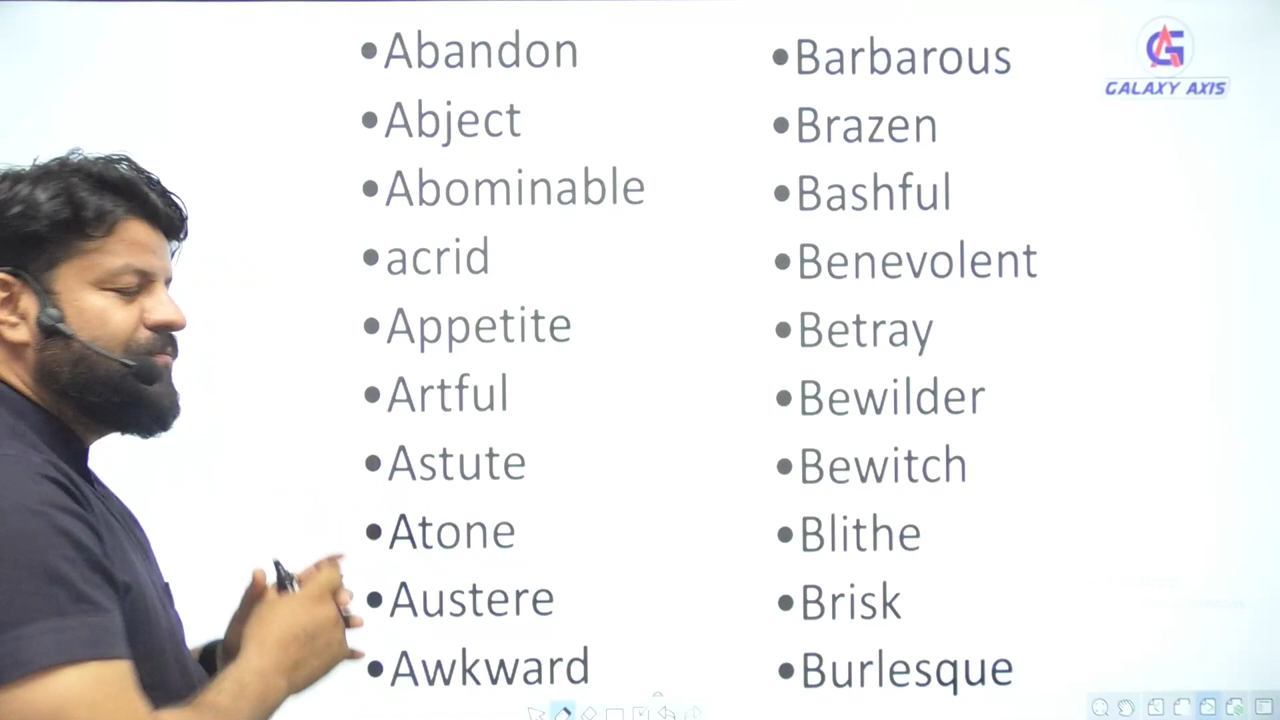 •Abandon
•Abject
•Abominable
•acrid
•Appetite
•Artful
•Astute
•Atone
•Austere
•Awkward
•Barbarous
•Brazen
•Bashful
•Benevolent
•Betray
•Bewilder
•Bewitch
•Blithe
•Brisk
•Burlesque
GALAXY AXIS